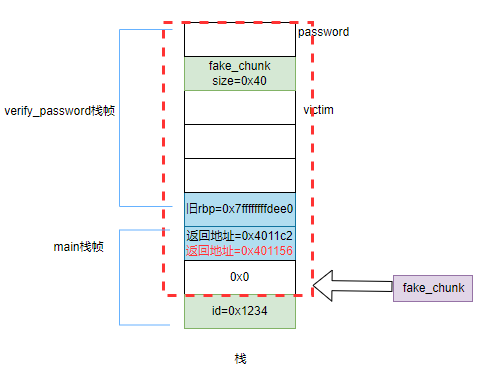 password
fake_chunk
size=0x40
verify_password栈帧
victim
旧rbp=0x7fffffffdee0
main栈帧
返回地址=0x4011c2
返回地址=0x401156
0x0
fake_chunk
id=0x1234
栈